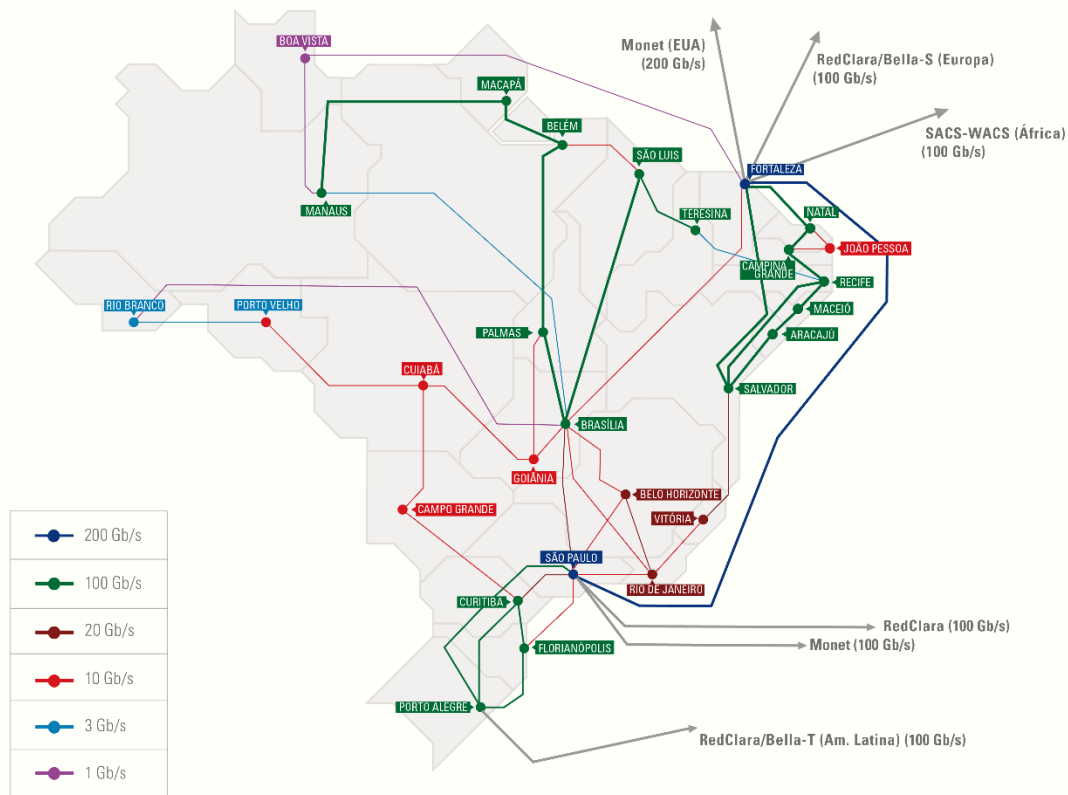 BOA VISTA
Monet (EUA)
(200 Gb/s)
RedClara/Bella-S (Europa)
(100 Gb/s)
MACAPÁ
SACS-WACS (África)
(100 Gb/s)
BELÉM
SÃO LUIS
FORTALEZA
MANAUS
TERESINA
NATAL
JOÃO PESSOA
CAMPINA
GRANDE
RECIFE
RIO BRANCO
PORTO VELHO
MACEIÓ
PALMAS
ARACAJÚ
CUIABÁ
SALVADOR
BRASÍLIA
GOIÂNIA
BELO HORIZONTE
CAMPO GRANDE
VITÓRIA
200 Gb/s
SÃO PAULO
100 Gb/s
RIO DE JANEIRO
CURITIBA
20 Gb/s
RedClara (100 Gb/s)
Monet (100 Gb/s)
FLORIANÓPOLIS
10 Gb/s
PORTO ALEGRE
3 Gb/s
RedClara/Bella-T (Am. Latina) (100 Gb/s)
1 Gb/s